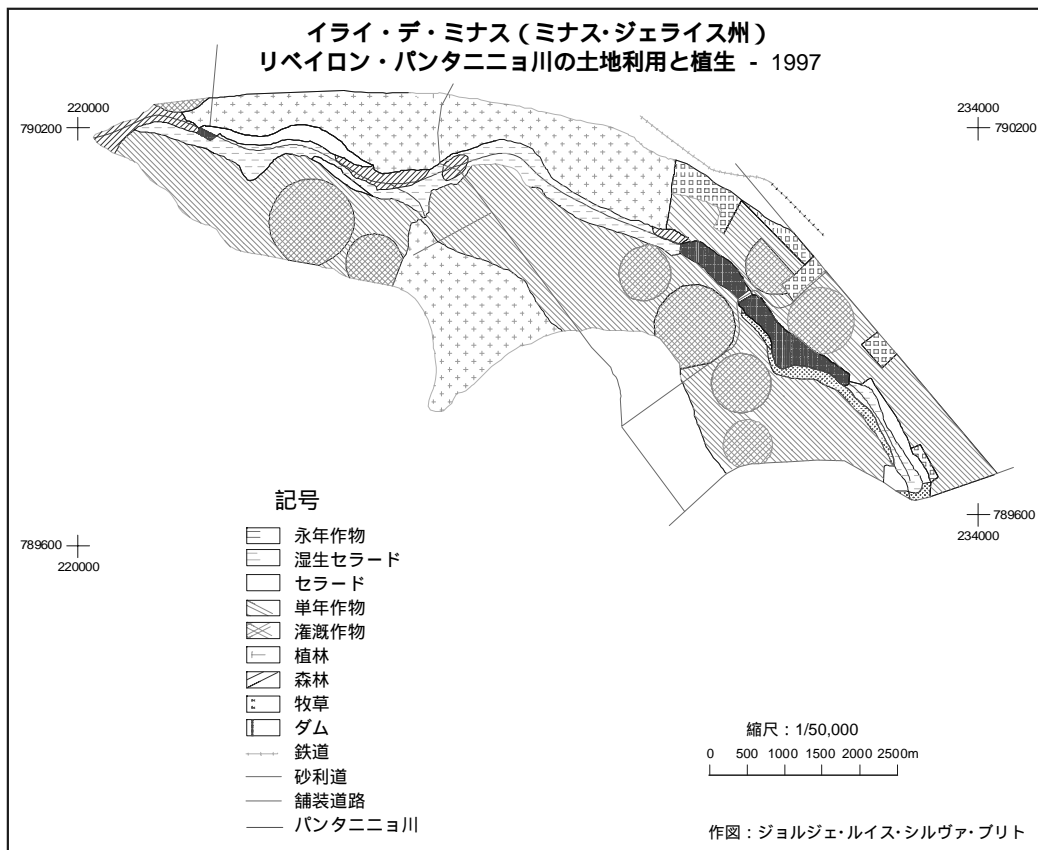 イライ・デ・ミナス（ミナス・ジェライス州）
リベイロン・パンタニニョ川の土地利用と植生 - 1997
220000
790200
234000
790200
789600
220000
789600
234000
記号
永年作物
湿生セラード
セラード
単年作物
潅漑作物
植林
森林
牧草
ダム
鉄道
砂利道
舗装道路
パンタニニョ川
縮尺：1/50,000
0 500 1000 1500 2000 2500m
作図：ジョルジェ・ルイス・シルヴァ・ブリト